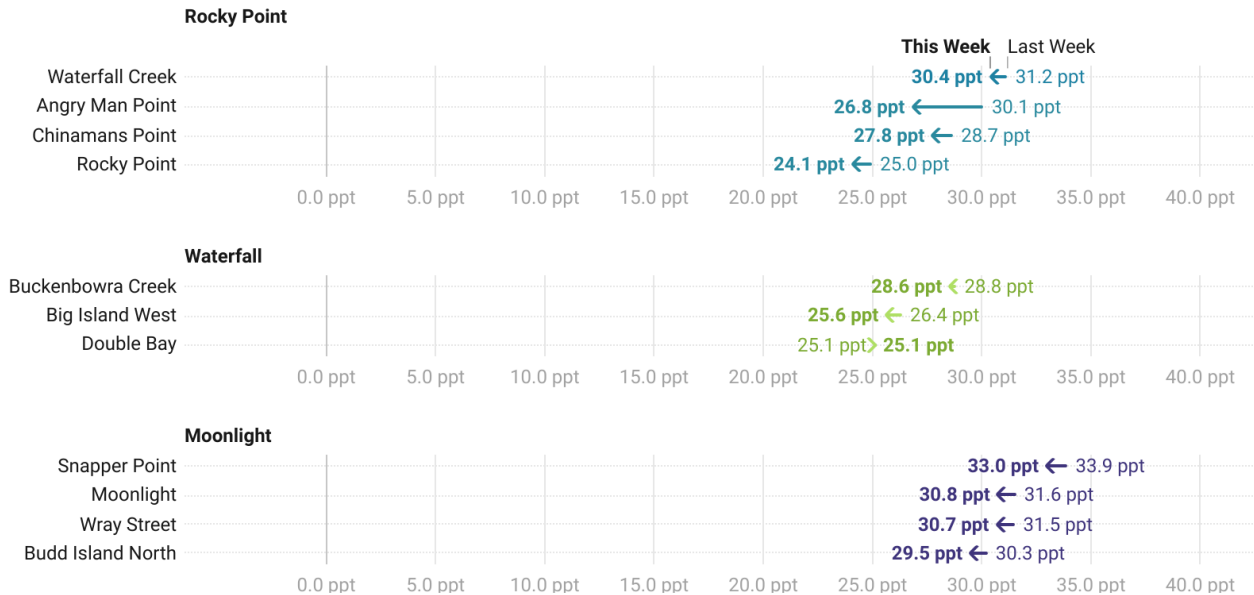 Rocky Point
This Week Last Week
Waterfall Creek 30.4 ppt 31.2 ppt
Angry Man Point 26.8 ppt 30.1 ppt
Chinamans Point 27.8 ppt 28.7 ppt
Rocky Point 24.1 ppt 25.0 ppt
0.0 ppt 5.0 ppt 10.0 ppt 15.0 ppt 20.0 ppt 25.0 ppt 30.0 ppt 35.0 ppt 40.0 ppt
Waterfall
Buckenbowra Creek 28.6 ppt 28.8 ppt
Big Island West 25.6 ppt 26.4 ppt
Double Bay 25.1 ppt 25.1 ppt
0.0 ppt 5.0 ppt 10.0 ppt 15.0 ppt 20.0 ppt 25.0 ppt 30.0 ppt 35.0 ppt 40.0 ppt
Moonlight
Snapper Point 33.0 ppt 33.9 ppt
Moonlight 30.8 ppt 31.6 ppt
Wray Street 30.7 ppt 31.5 ppt
Budd Island North 29.5 ppt 30.3 ppt
0.0 ppt 5.0 ppt 10.0 ppt 15.0 ppt 20.0 ppt 25.0 ppt 30.0 ppt 35.0 ppt 40.0 ppt